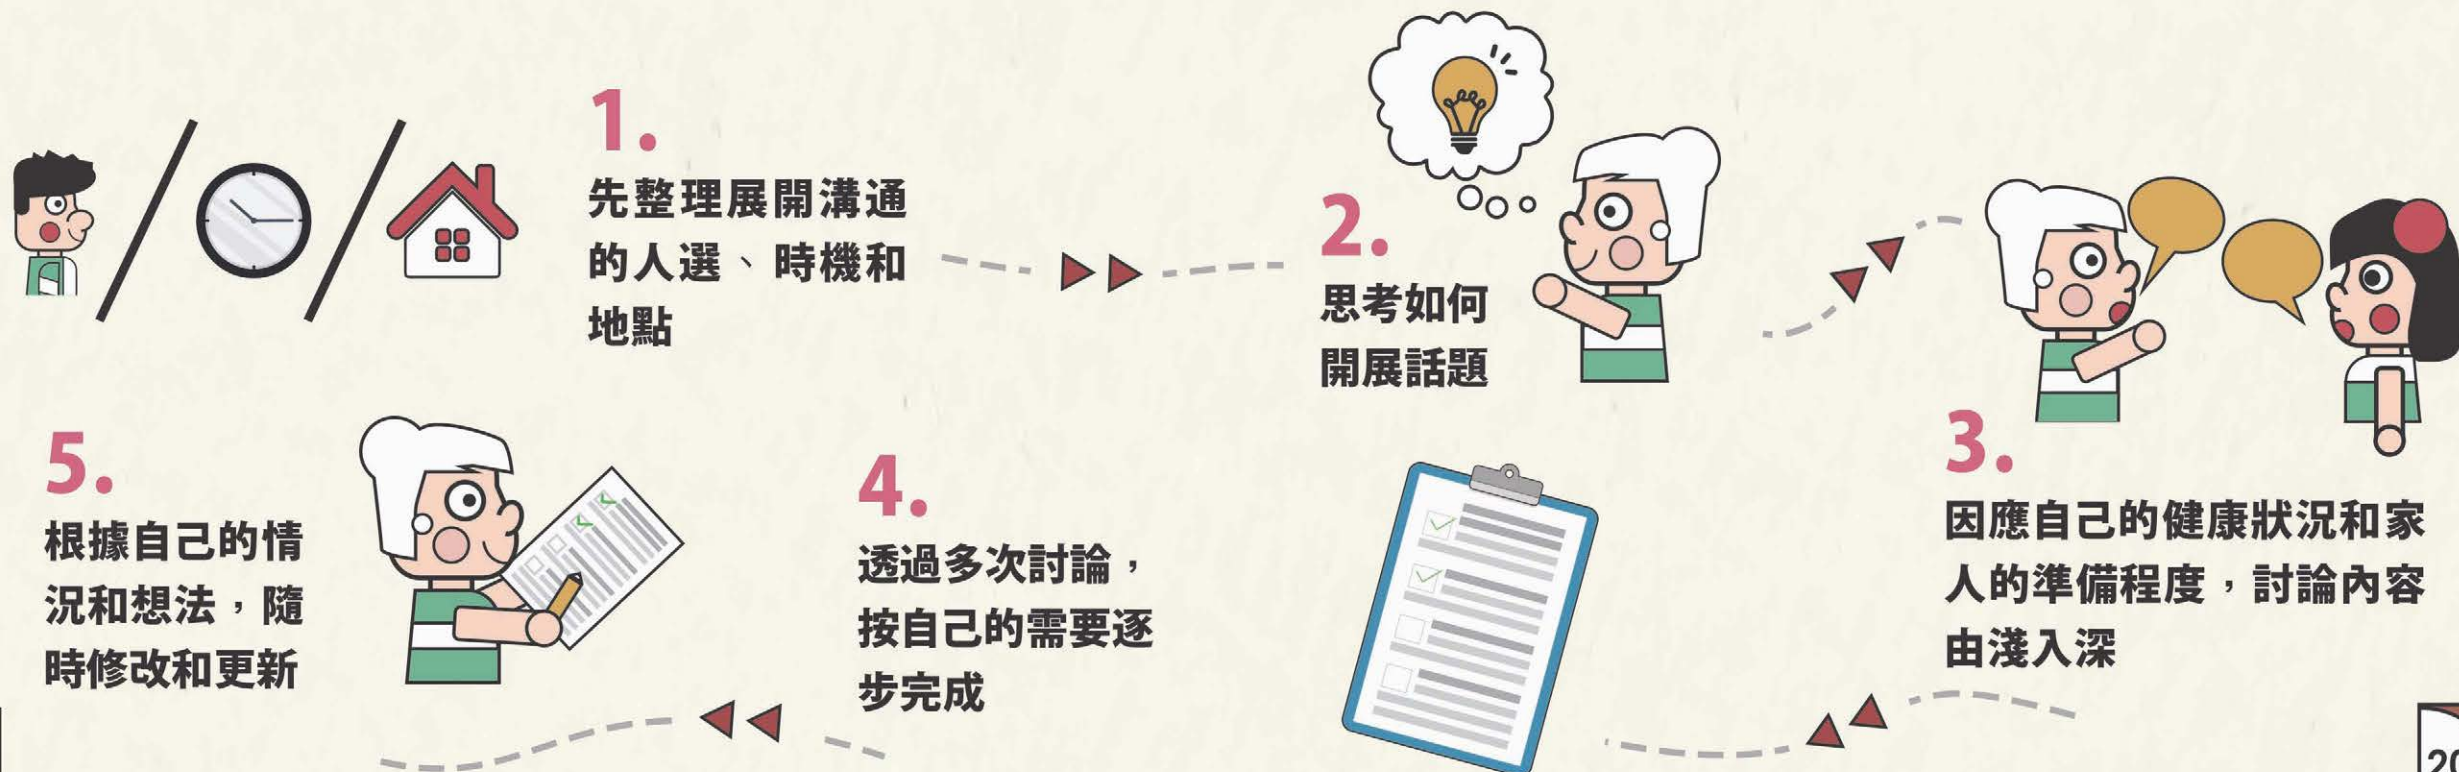 1.
先整理展開溝通
的人選、時機和
地點
2.
思考如何
開展話題
3.
因應自己的健康狀況和家
人的準備程度，討論內容
由淺入深
4.
透過多次討論，
按自己的需要逐
步完成
5.
根據自己的情
況和想法，隨
時修改和更新